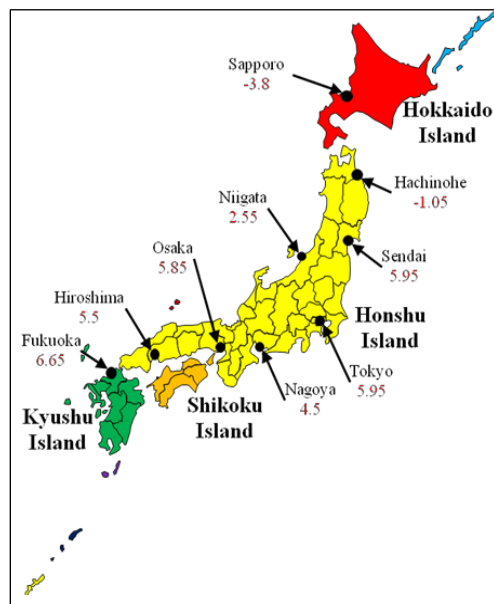 Sapporo
-3.8
Hokkaido
Island
Hachinohe
-1.05
Niigata
2.55
Osaka
5.85
Sendai
5.95
Hiroshima
5.5
Honshu
Island
Fukuoka
6.65
Tokyo
5.95
Nagoya
4.5
Shikoku
Island
Kyushu
Island